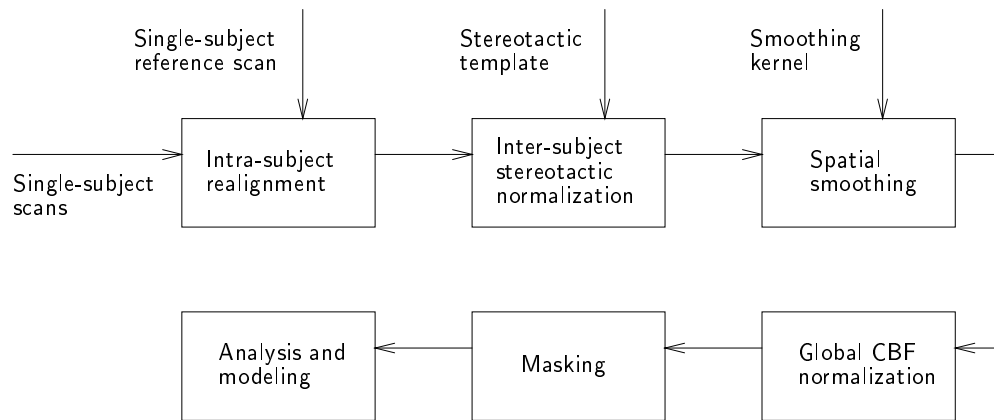 Single-subject
reference scan
Stereotactic
template
Smoothing
kernel
Single-subject
scans
Intra-subject
realignment
Inter-subject
stereotactic
normalization
Spatial
smoothing
Analysis and
modeling
Masking
Global CBF
normalization